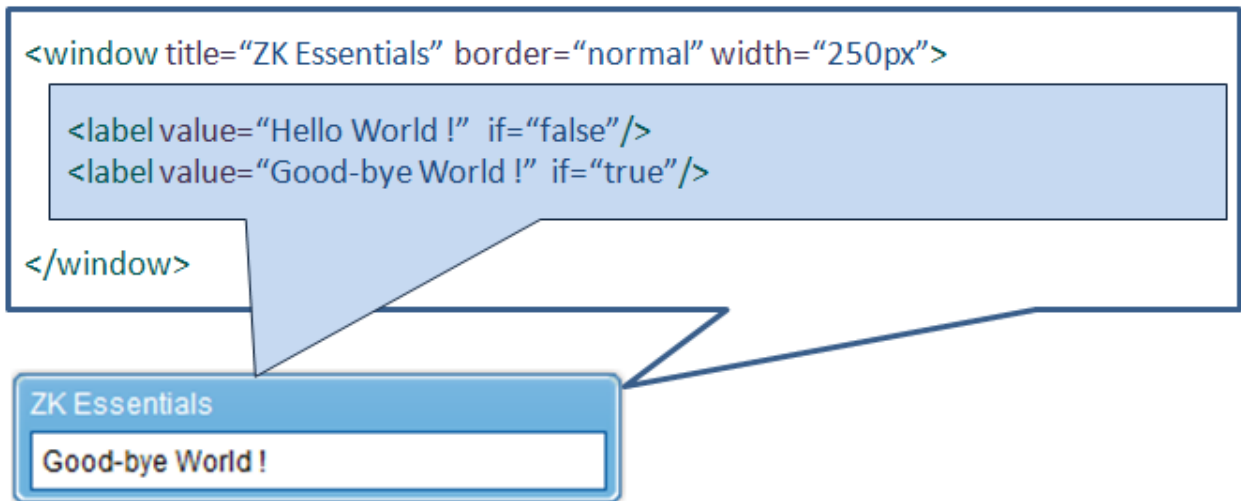 <window title=“ZK Essentials” border=“normal” width=“250px”>
<label value=“Hello World !” if=“false”/>
<label value=“Good-bye World !” if=“true”/>
</window>
ZK Essentials
Good-bye World !